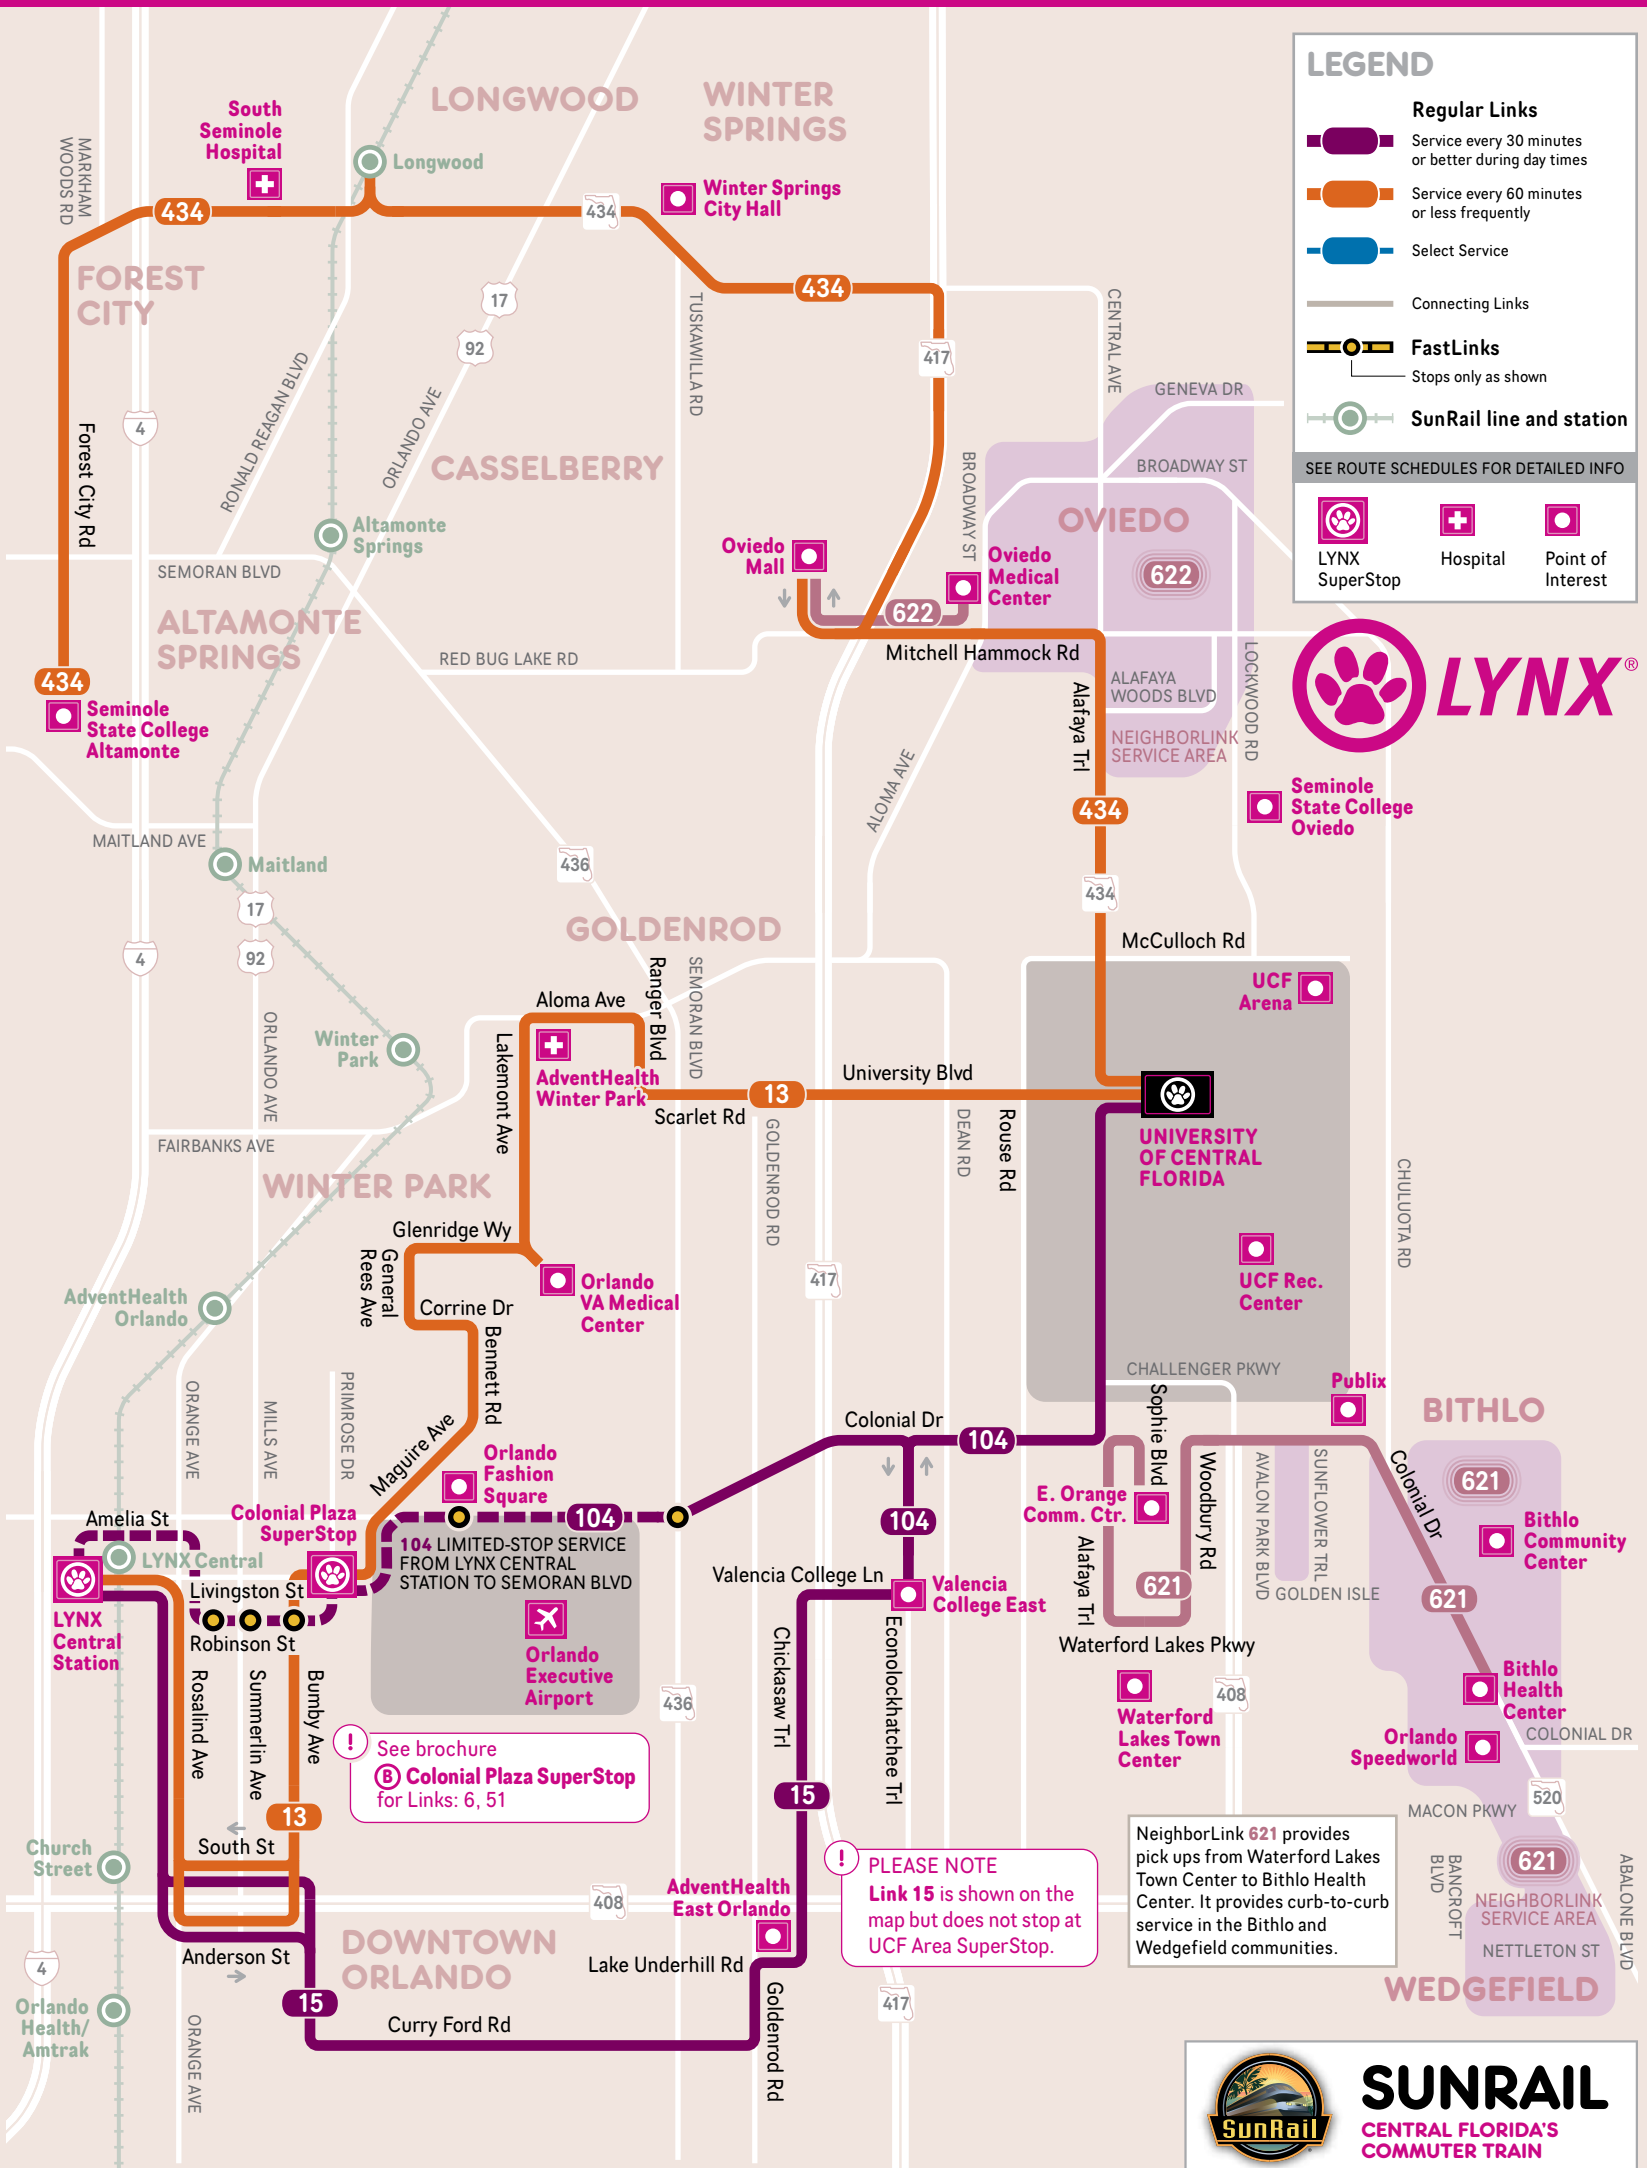 LEGEND
Regular Links
Service every 30 minutes
or better during day times
Service every 60 minutes
or less frequently
Select Service
Connecting Links
FastLinks
Stops only as shown
SunRail line and station
SEE ROUTE SCHEDULES FOR DETAILED INFO
LYNX
SuperStop
Hospital
Point of
Interest
LYNX®
LONGWOOD
WINTER
SPRINGS
South
Seminole
Hospital
Longwood
MARKHAM
WOODS RD
434
434
Winter Springs
City Hall
FOREST
CITY
17
92
434
TUSKAWILLA RD
417
CENTRAL AVE
GENEVA DR
4
Forest City Rd
RONALD REAGAN BLVD
ORLANDO AVE
CASSELBERRY
BROADWAY ST
BROADWAY ST
OVIEDO
Altamonte
Springs
SEMORAN BLVD
Oviedo
Mall
Oviedo
Medical
Center
622
622
ALTAMONTE
SPRINGS
RED BUG LAKE RD
Mitchell Hammock Rd
434
Seminole
State College
Altamonte
Alafaya Trl
ALAFAYA
WOODS BLVD
LOCKWOOD RD
NEIGHBORLINK
SERVICE AREA
Seminole
State College
Oviedo
ALOMA AVE
434
MAITLAND AVE
Maitland
436
434
17
92
4
GOLDENROD
McCulloch Rd
UCF
Arena
Aloma Ave
Ranger Blvd
SEMORAN BLVD
ORLANDO AVE
Winter
Park
Lakemont Ave
AdventHealth
Winter Park
University Blvd
13
Scarlet Rd
GOLDENROD RD
DEAN RD
Rouse Rd
FAIRBANKS AVE
UNIVERSITY
OF CENTRAL
FLORIDA
CHULUOTA RD
WINTER PARK
Glenridge Wy
General
Rees Ave
Orlando
VA Medical
Center
417
UCF Rec.
Center
AdventHealth
Orlando
Corrine Dr
Bennett Rd
CHALLENGER PKWY
Publix
BITHLO
ORANGE AVE
MILLS AVE
PRIMROSE DR
Maguire Ave
Colonial Dr
104
Sophie Blvd
Woodbury Rd
AVALON PARK BLVD
SUNFLOWER TRL
Colonial Dr
621
Orlando
Fashion
Square
E. Orange
Comm. Ctr.
Amelia St
Colonial Plaza
SuperStop
104
104
Bithlo
Community
Center
LYNX Central
104 LIMITED-STOP SERVICE
FROM LYNX CENTRAL
STATION TO SEMORAN BLVD
Valencia College Ln
Valencia
College East
Alafaya Trl
621
GOLDEN ISLE
621
Livingston St
LYNX
Central
Station
Robinson St
Orlando
Executive
Airport
Waterford Lakes Pkwy
Rosalind Ave
Summerlin Ave
Bumby Ave
Chickasaw Trl
Econolockhatchee Trl
436
408
Waterford
Lakes Town
Center
Bithlo
Health
Center
Orlando
Speedworld
COLONIAL DR
! See brochure
B Colonial Plaza SuperStop
for Links: 6, 51
15
520
MACON PKWY
13
South St
Church
Street
! PLEASE NOTE
Link 15 is shown on the
map but does not stop at
UCF Area SuperStop.
NeighborLink 621 provides
pick ups from Waterford Lakes
Town Center to Bithlo Health
Center. It provides curb-to-curb
service in the Bithlo and
Wedgefield communities.
621
BANCROFT
BLVD
ABALONE BLVD
NEIGHBORLINK
SERVICE AREA
NETTLETON ST
WEDGEFIELD
408
AdventHealth
East Orlando
DOWNTOWN
ORLANDO
Anderson St
Lake Underhill Rd
4
15
Orlando
Health/
Amtrak
Curry Ford Rd
Goldenrod Rd
417
ORANGE AVE
SunRail
SUNRAIL
CENTRAL FLORIDA'S
COMMUTER TRAIN